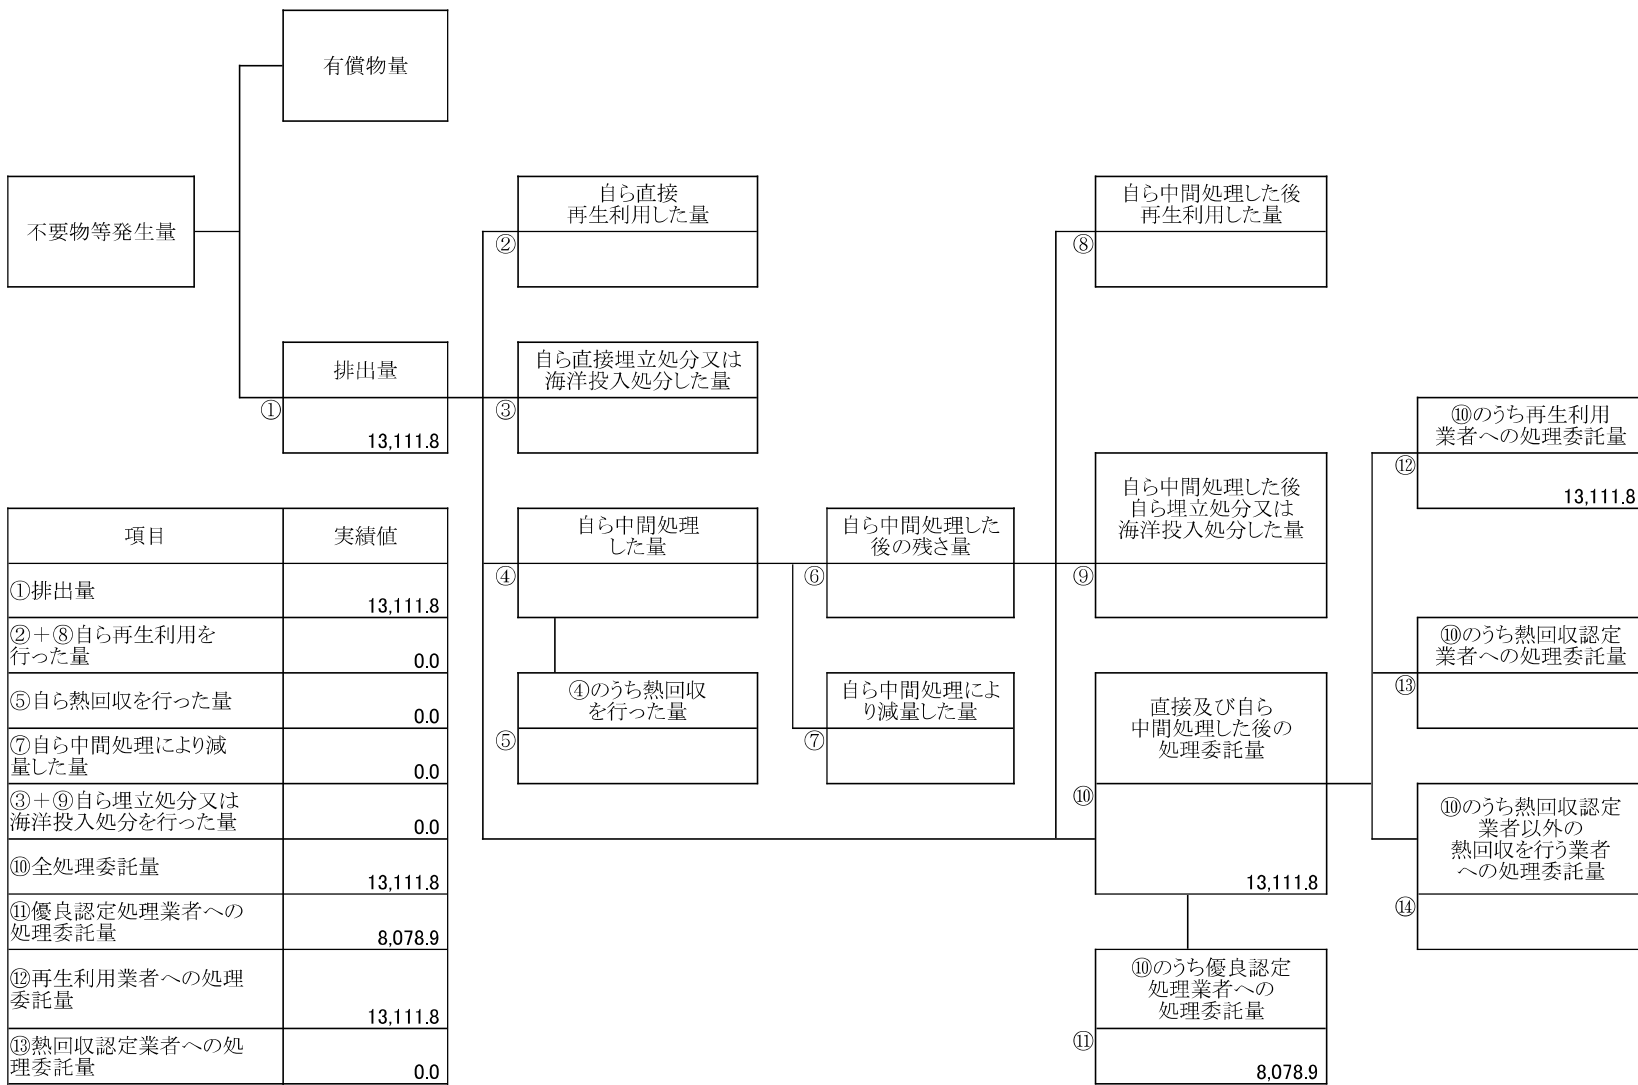 有償物量
不要物等発生量
自ら直接
再生利用した量
②
自ら中間処理した後
再生利用した量
⑧
排出量
①
13,111.8
自ら直接埋立処分又は
海洋投入処分した量
③
⑩のうち再生利用
業者への処理委託量
⑫
13,111.8
自ら中間処理した後
自ら埋立処分又は
海洋投入処分した量
⑨
自ら中間処理
した量
④
自ら中間処理した
後の残さ量
⑥
⑩のうち熱回収認定
業者への処理委託量
⑬
④のうち熱回収
を行った量
⑤
自ら中間処理によ
り減量した量
⑦
直接及び自ら
中間処理した後の
処理委託量
⑩
13,111.8
⑩のうち熱回収認定
業者以外の
熱回収を行う業者
への処理委託量
⑭
⑩のうち優良認定
処理業者への
処理委託量
⑪
8,078.9
項目 実績値
①排出量
13,111.8
②+⑧自ら再生利用を
行った量
0.0
⑤自ら熱回収を行った量
0.0
⑦自ら中間処理により減
量した量
0.0
③+⑨自ら埋立処分又は
海洋投入処分を行った量
0.0
⑩全処理委託量
13,111.8
⑪優良認定処理業者への
処理委託量
8,078.9
⑫再生利用業者への処理
委託量
13,111.8
⑬熱回収認定業者への処
理委託量
0.0